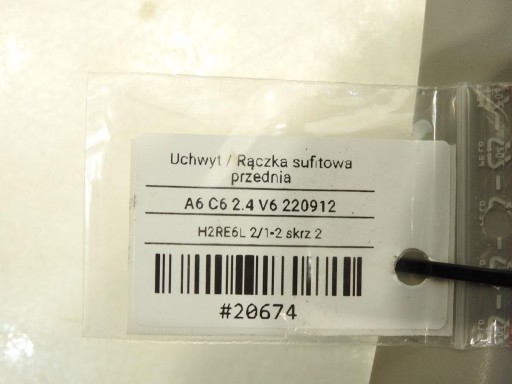 Uchwyt / Rączka sufitowa
przednia
A6 C6 2.4 V6 220912
H2RE6L 2/1-2 skrz 2
#20674